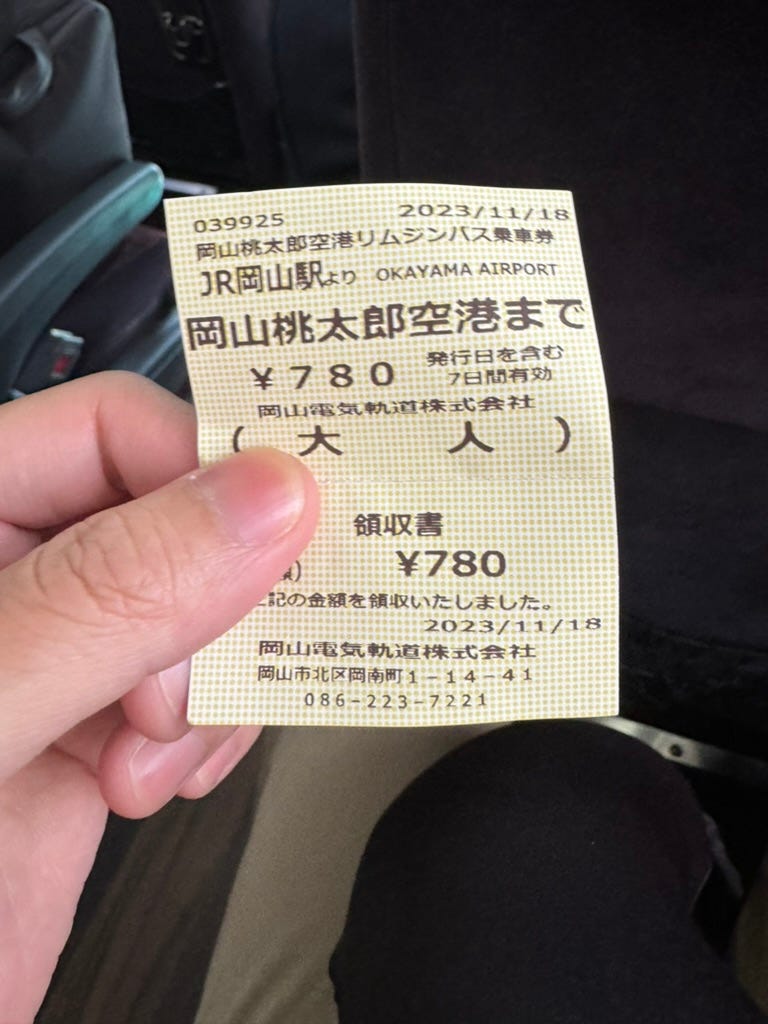 039925 2023/11/18
岡山桃太郎空港リムジンバス乗車券
JR岡山駅より OKAYAMA AIRPORT
岡山桃太郎空港まで
¥780 発行日を含む
7日間有効
岡山電気軌道株式会社
(大 人)
領収書
¥780
記の金額を領収いたしました。
2023/11/18
岡山電気軌道株式会社
岡山市北区岡南町1-14-41
086-223-7221